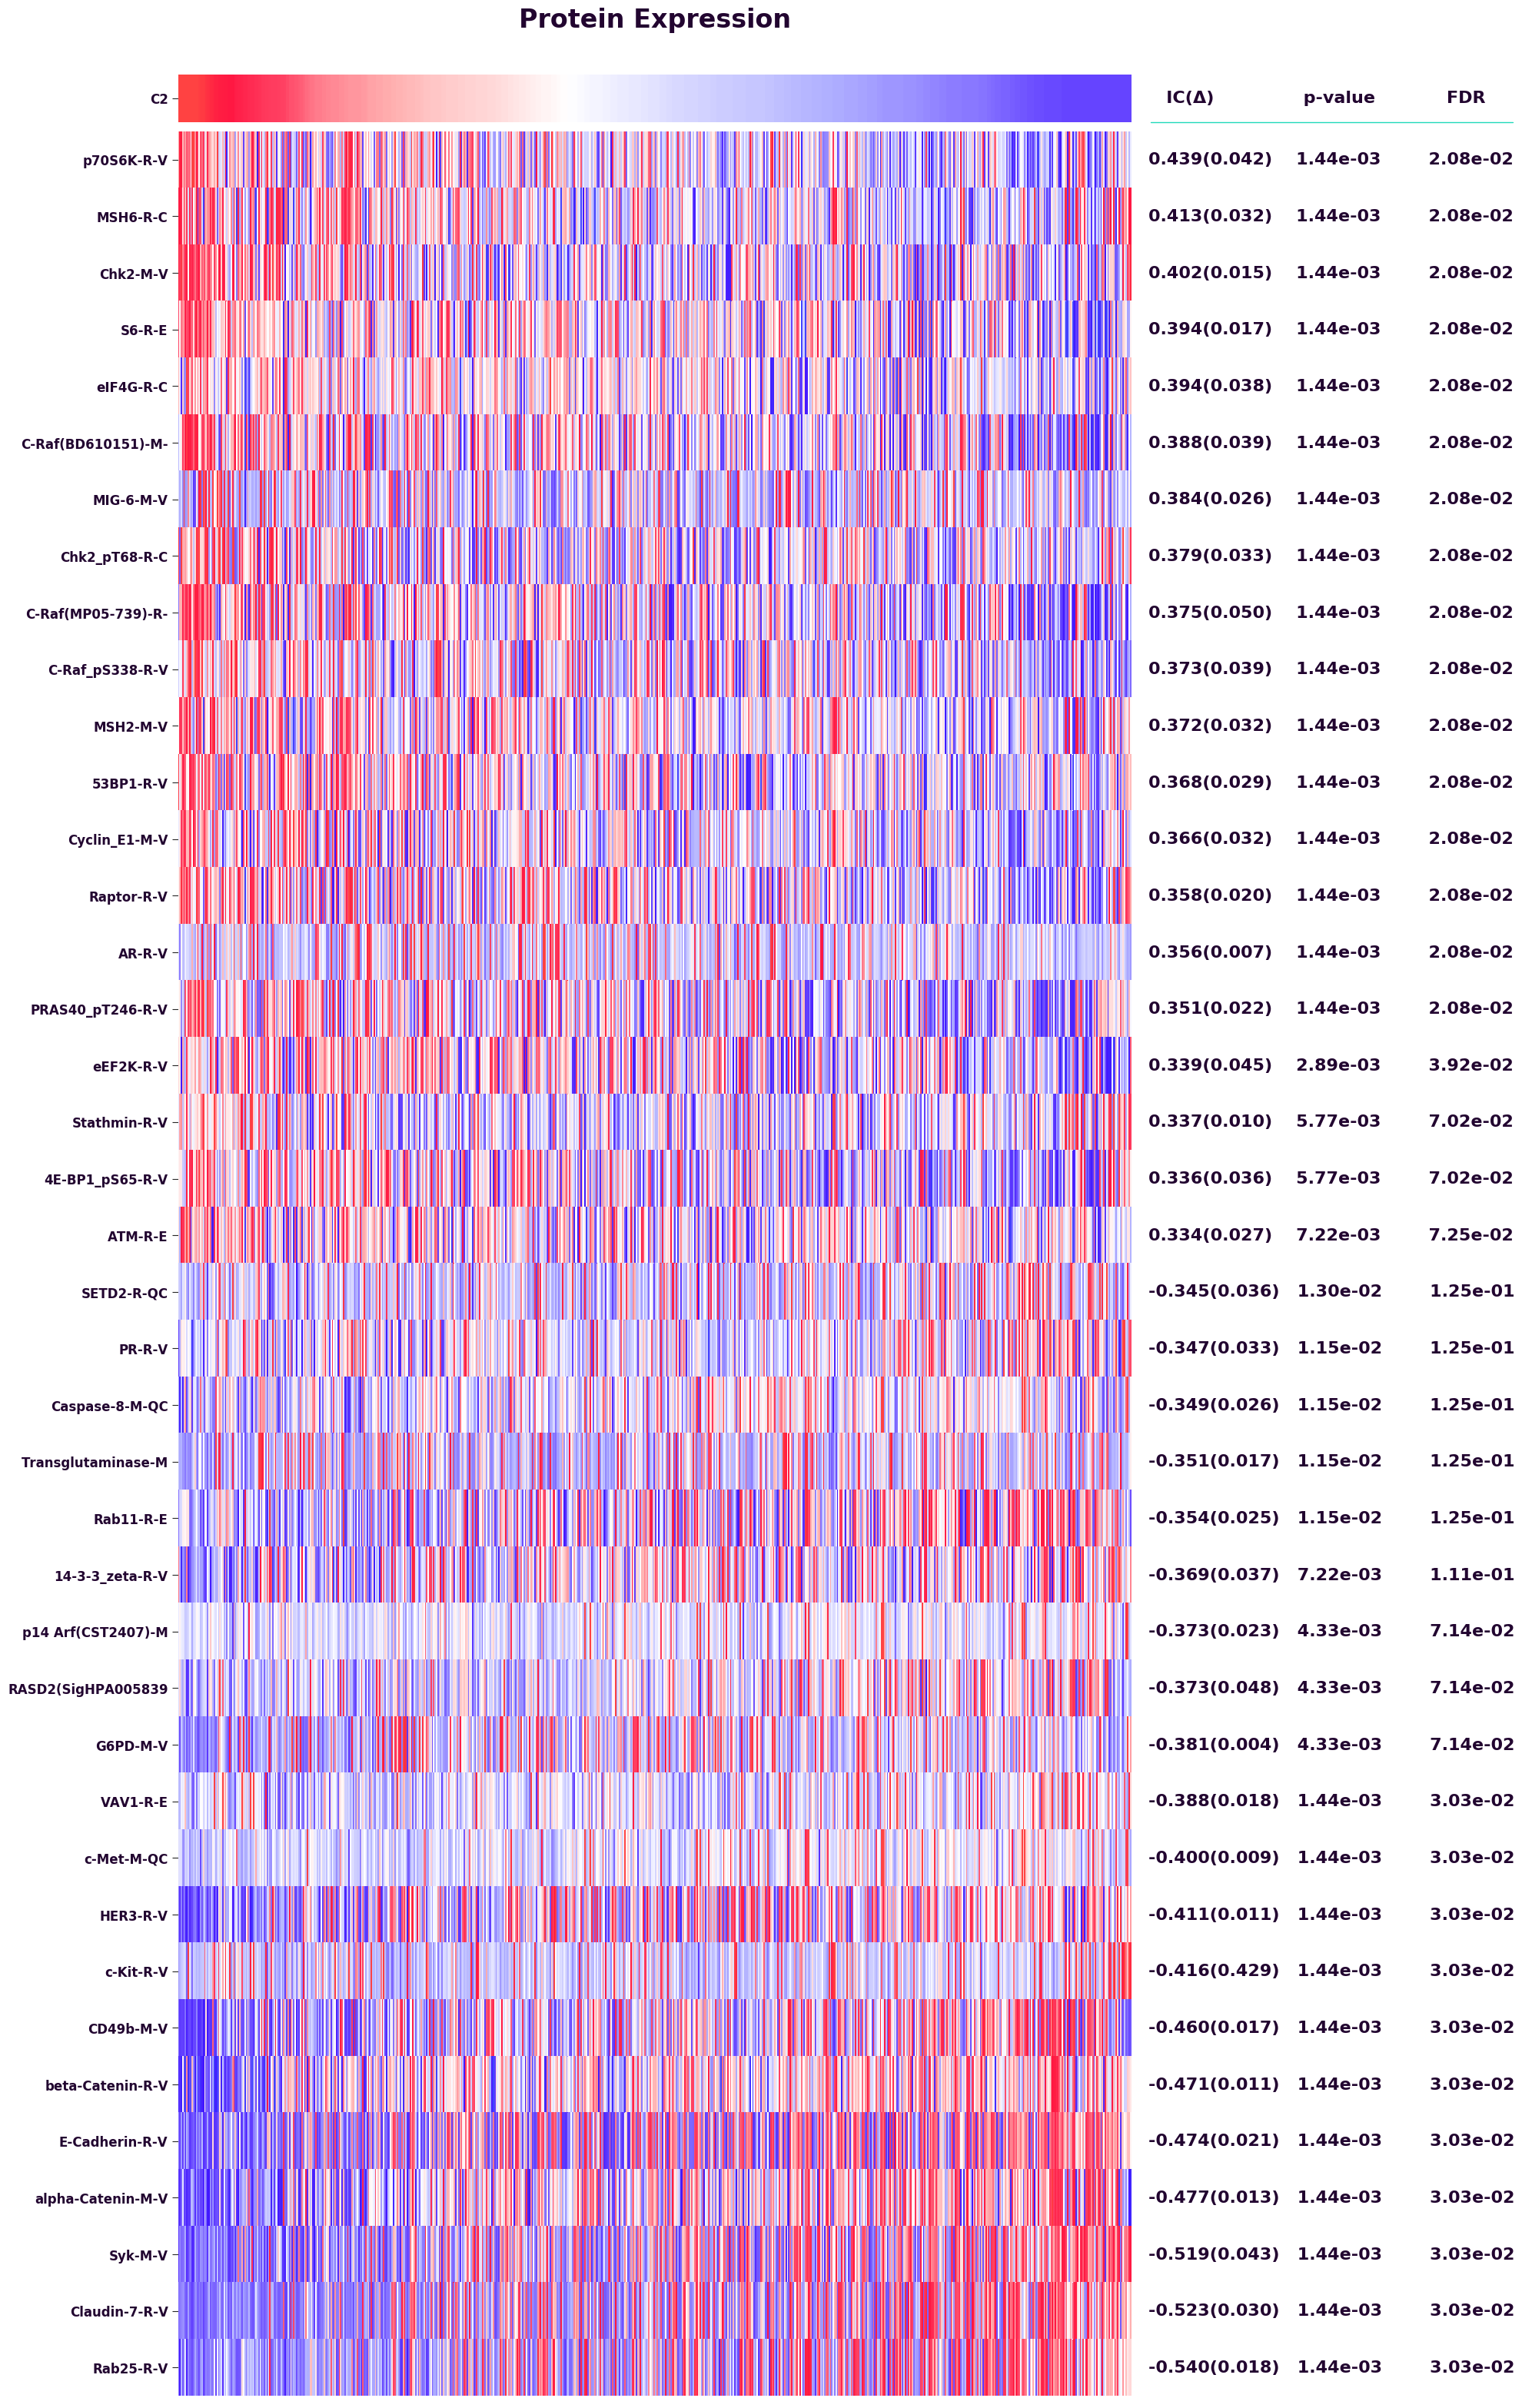 Protein Expression
C2 IC(Δ) p-value FDR
p70S6K-R-V 0.439(0.042) 1.44e-03 2.08e-02
MSH6-R-C 0.413(0.032) 1.44e-03 2.08e-02
Chk2-M-V 0.402(0.015) 1.44e-03 2.08e-02
S6-R-E 0.394(0.017) 1.44e-03 2.08e-02
eIF4G-R-C 0.394(0.038) 1.44e-03 2.08e-02
C-Raf(BD610151)-M- 0.388(0.039) 1.44e-03 2.08e-02
MIG-6-M-V 0.384(0.026) 1.44e-03 2.08e-02
Chk2_pT68-R-C 0.379(0.033) 1.44e-03 2.08e-02
C-Raf(MP05-739)-R- 0.375(0.050) 1.44e-03 2.08e-02
C-Raf_pS338-R-V 0.373(0.039) 1.44e-03 2.08e-02
MSH2-M-V 0.372(0.032) 1.44e-03 2.08e-02
53BP1-R-V 0.368(0.029) 1.44e-03 2.08e-02
Cyclin_E1-M-V 0.366(0.032) 1.44e-03 2.08e-02
Raptor-R-V 0.358(0.020) 1.44e-03 2.08e-02
AR-R-V 0.356(0.007) 1.44e-03 2.08e-02
PRAS40_pT246-R-V 0.351(0.022) 1.44e-03 2.08e-02
eEF2K-R-V 0.339(0.045) 2.89e-03 3.92e-02
Stathmin-R-V 0.337(0.010) 5.77e-03 7.02e-02
4E-BP1_pS65-R-V 0.336(0.036) 5.77e-03 7.02e-02
ATM-R-E 0.334(0.027) 7.22e-03 7.25e-02
SETD2-R-QC -0.345(0.036) 1.30e-02 1.25e-01
PR-R-V -0.347(0.033) 1.15e-02 1.25e-01
Caspase-8-M-QC -0.349(0.026) 1.15e-02 1.25e-01
Transglutaminase-M -0.351(0.017) 1.15e-02 1.25e-01
Rab11-R-E -0.354(0.025) 1.15e-02 1.25e-01
14-3-3_zeta-R-V -0.369(0.037) 7.22e-03 1.11e-01
p14 Arf(CST2407)-M -0.373(0.023) 4.33e-03 7.14e-02
RASD2(SigHPA005839 -0.373(0.048) 4.33e-03 7.14e-02
G6PD-M-V -0.381(0.004) 4.33e-03 7.14e-02
VAV1-R-E -0.388(0.018) 1.44e-03 3.03e-02
c-Met-M-QC -0.400(0.009) 1.44e-03 3.03e-02
HER3-R-V -0.411(0.011) 1.44e-03 3.03e-02
c-Kit-R-V -0.416(0.429) 1.44e-03 3.03e-02
CD49b-M-V -0.460(0.017) 1.44e-03 3.03e-02
beta-Catenin-R-V -0.471(0.011) 1.44e-03 3.03e-02
E-Cadherin-R-V -0.474(0.021) 1.44e-03 3.03e-02
alpha-Catenin-M-V -0.477(0.013) 1.44e-03 3.03e-02
Syk-M-V -0.519(0.043) 1.44e-03 3.03e-02
Claudin-7-R-V -0.523(0.030) 1.44e-03 3.03e-02
Rab25-R-V -0.540(0.018) 1.44e-03 3.03e-02